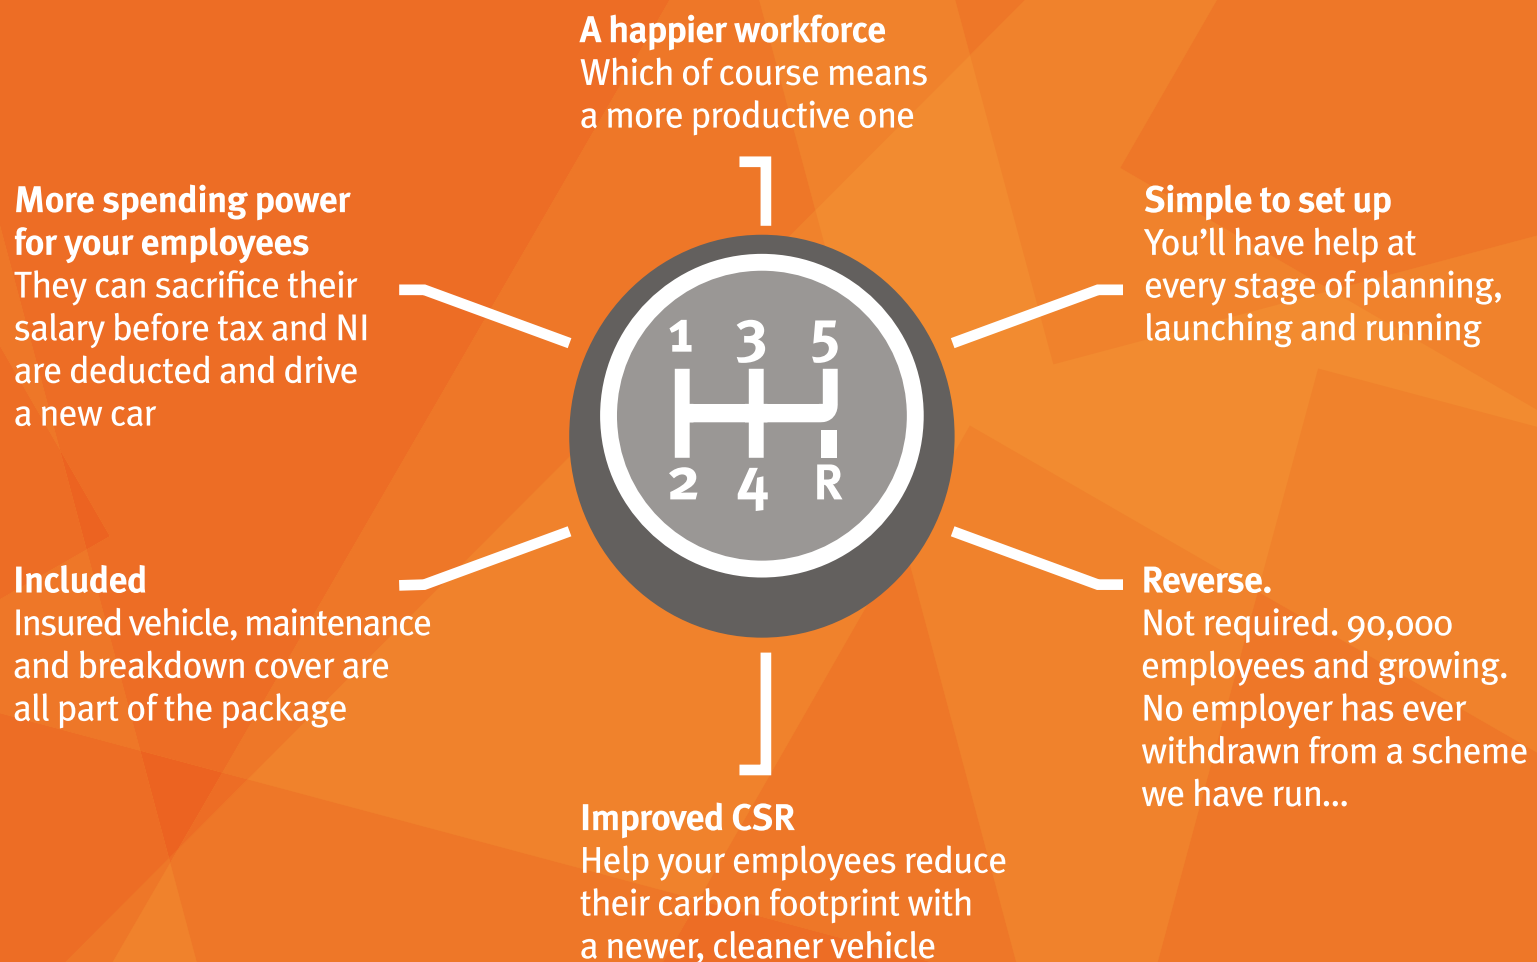 A happier workforce
Which of course means
a more productive one
More spending power
for your employees
They can sacrifice their
salary before tax and NI
are deducted and drive
a new car
Simple to set up
You’ll have help at
every stage of planning,
launching and running
1 3 5
2 4 R
Included
Insured vehicle, maintenance
and breakdown cover are
all part of the package
Reverse.
Not required. 90,000
employees and growing.
No employer has ever
withdrawn from a scheme
we have run...
Improved CSR
Help your employees reduce
their carbon footprint with
a newer, cleaner vehicle